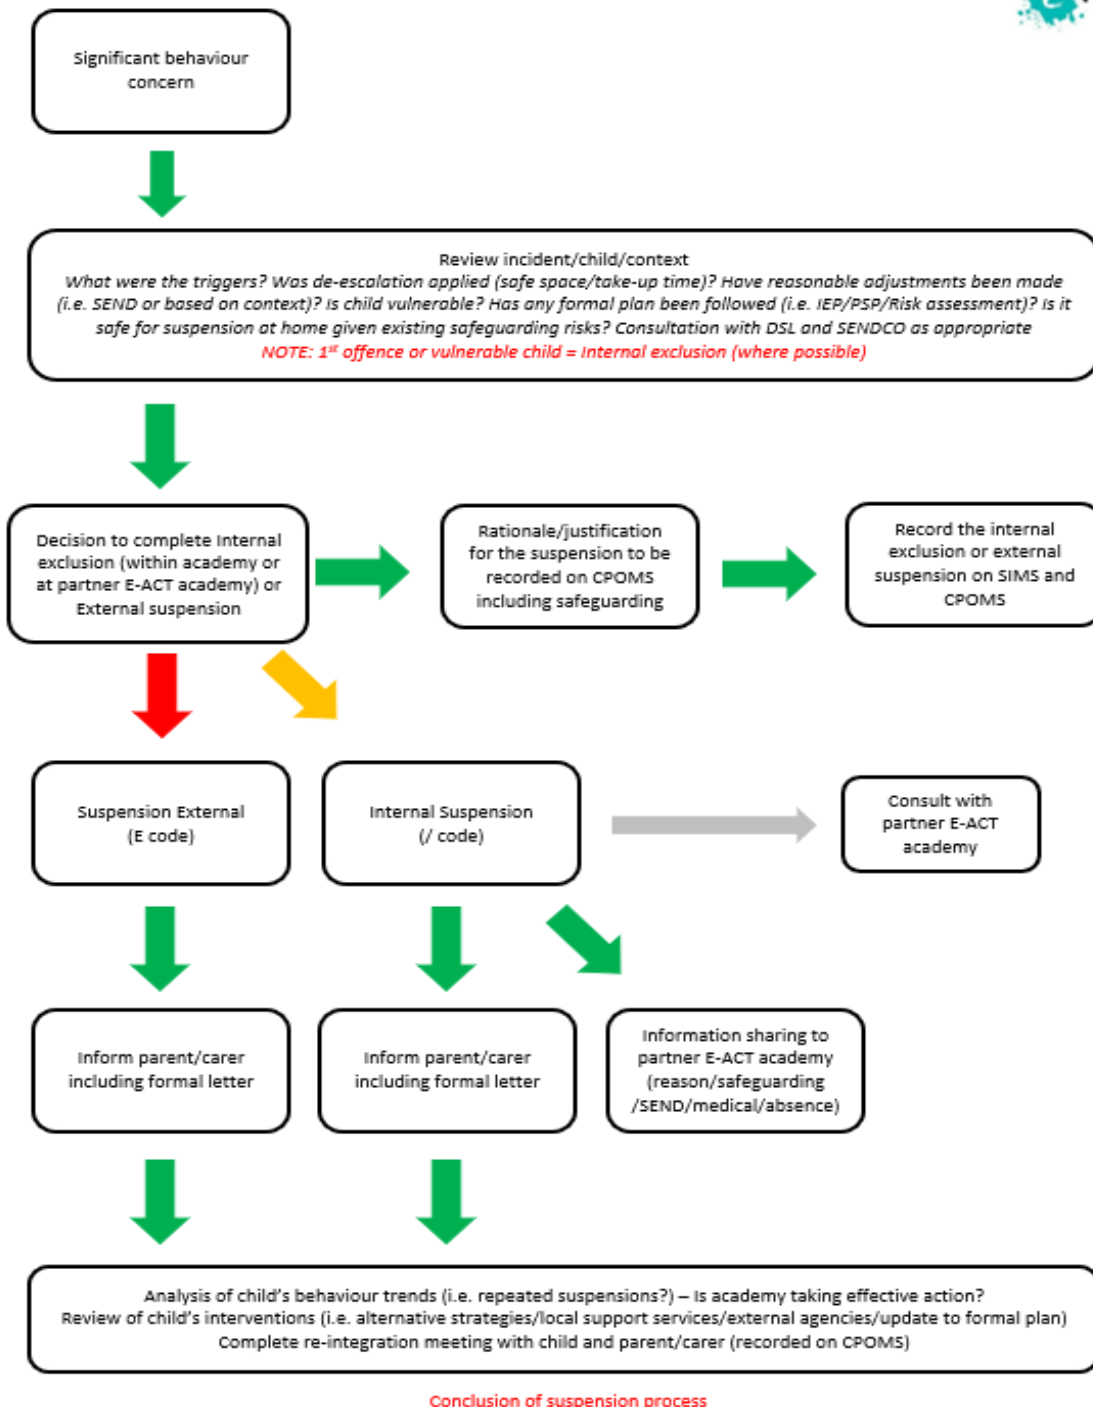 Significant behaviour
concern
Review incident/child/context
What were the triggers? Was de-escalation applied (safe space/take-up time)? Have reasonable adjustments been made
(i.e. SEND or based on context)? Is child vulnerable? Has any formal plan been followed (i.e. IEP/PSP/Risk assessment)? Is it
safe for suspension at home given existing safeguarding risks? Consultation with DSL and SENDCO as appropriate
NOTE: 1st offence or vulnerable child = Internal exclusion (where possible)
Decision to complete Internal
exclusion (within academy or
at partner E-ACT academy) or
External suspension
Rationale/justification
for the suspension to be
recorded on CPOMS
including safeguarding
Record the internal
exclusion or external
suspension on SIMS and
CPOMS
Suspension External
(E code)
Internal Suspension
(/ code)
Consult with
partner E-ACT
academy
Inform parent/carer
including formal letter
Inform parent/carer
including formal letter
Information sharing to
partner E-ACT academy
(reason/safeguarding
/SEND/medical/absence)
Analysis of child's behaviour trends (i.e. repeated suspensions?) – Is academy taking effective action?
Review of child's interventions (i.e. alternative strategies/local support services/external agencies/update to formal plan)
Complete re-integration meeting with child and parent/carer (recorded on CPOMS)
Conclusion of suspension process